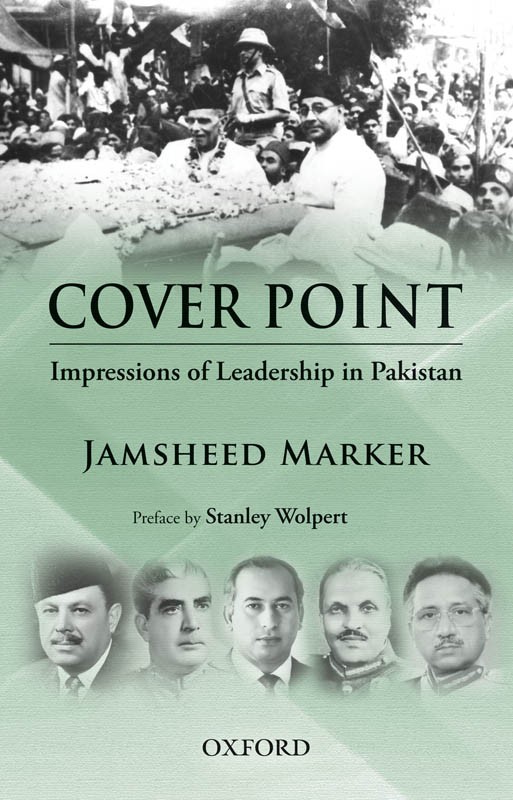 COVER POINT
Impressions of Leadership in Pakistan
JAMSHEED MARKER
Preface by Stanley Wolpert
OXFORD